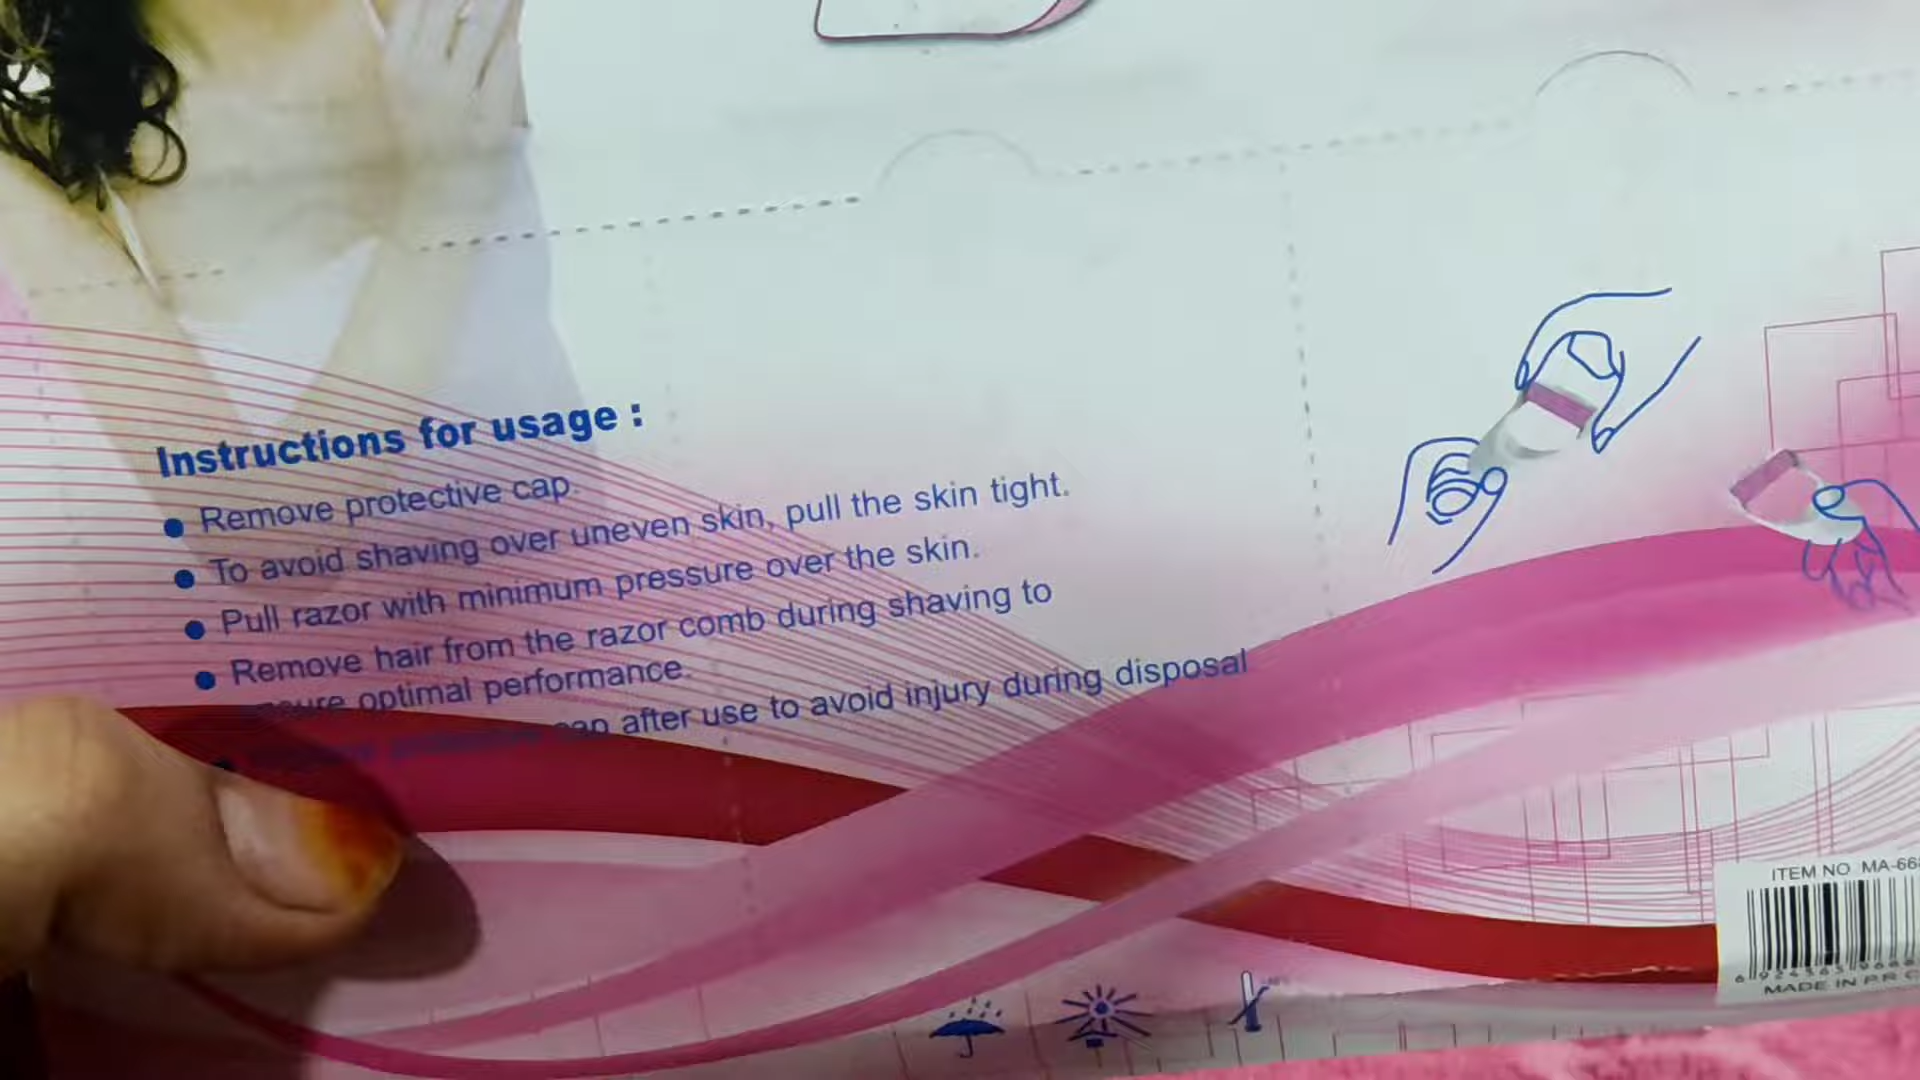 Instructions for usage :
● Remove protective cap.
● To avoid shaving over uneven skin, pull the skin tight.
● Pull razor with minimum pressure over the skin.
● Remove hair from the razor comb during shaving to
optimal performance.
after use to avoid injury during disposal
ITEM NO MA-66
MADE IN P.R.C